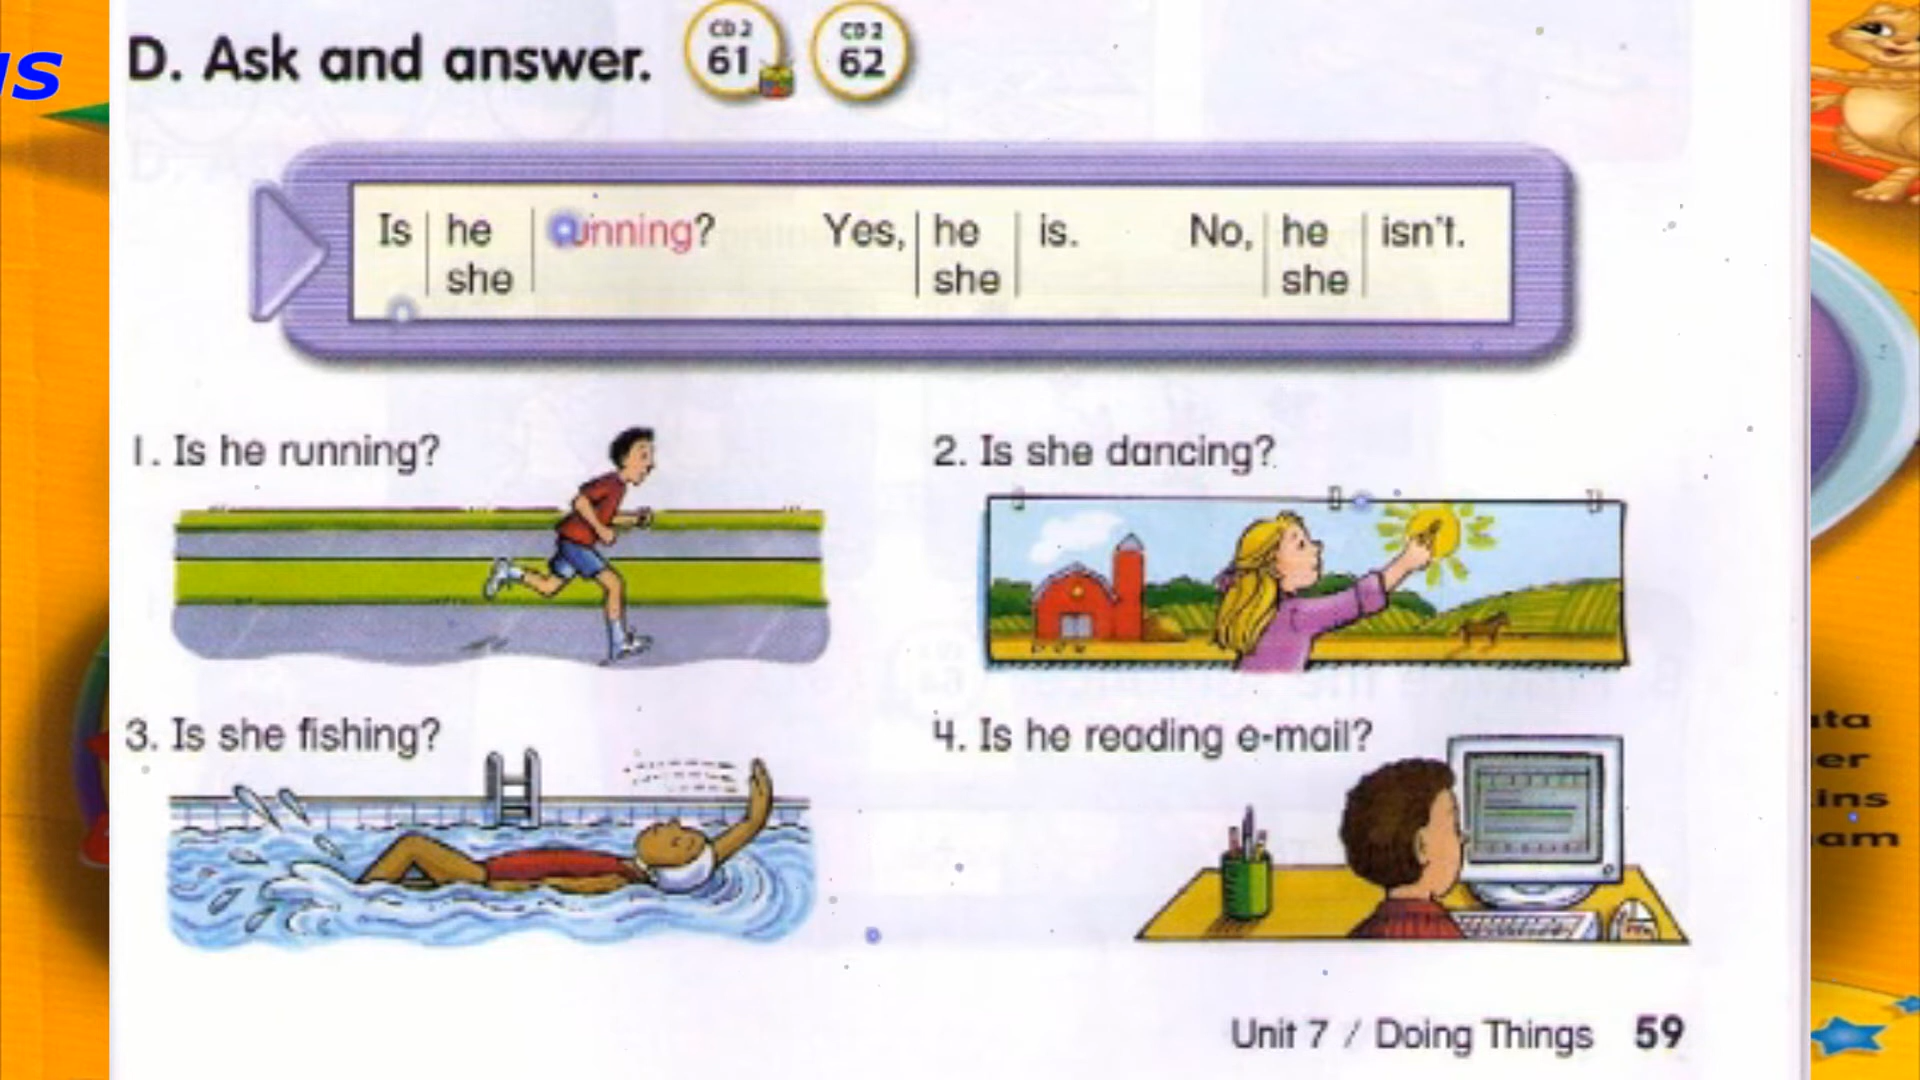 D. Ask and answer.
CD 2
61
CD 2
62
Is he running? Yes, he is. No, he isn't.
she she she
1. Is he running?
2. Is she dancing?
3. Is she fishing?
4. Is he reading e-mail?
Unit 7 / Doing Things 59